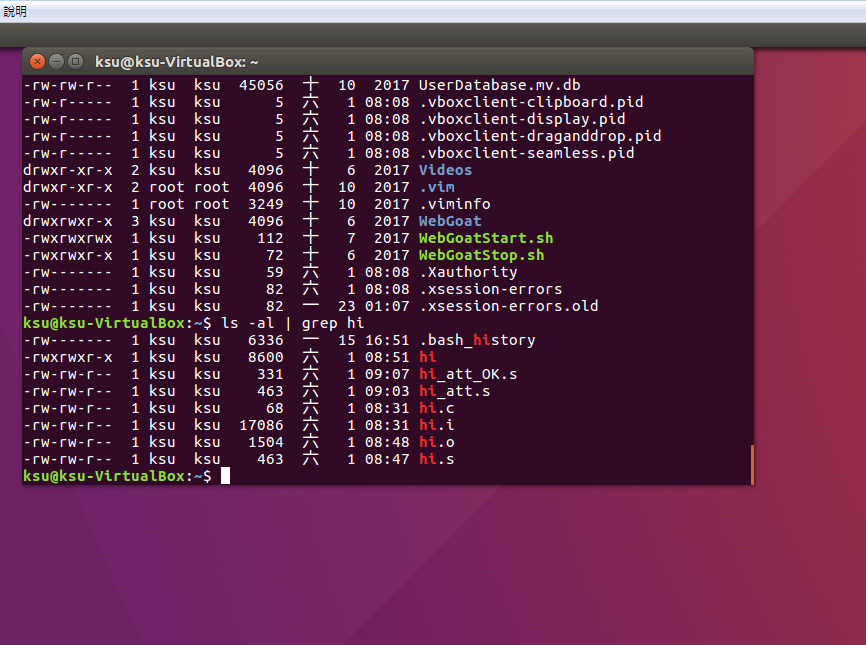 說明
ksu@ksu-VirtualBox: ~
-rw-rw-r--  1 ksu  ksu  45056  十  10  2017 UserDatabase.mv.db
-rw-r-----  1 ksu  ksu      5  六   1 08:08 .vboxclient-clipboard.pid
-rw-r-----  1 ksu  ksu      5  六   1 08:08 .vboxclient-display.pid
-rw-r-----  1 ksu  ksu      5  六   1 08:08 .vboxclient-draganddrop.pid
-rw-r-----  1 ksu  ksu      5  六   1 08:08 .vboxclient-seamless.pid
drwxr-xr-x  2 ksu  ksu   4096  十   6  2017 Videos
drwxr-xr-x  2 root root  4096  十  10  2017 .vim
-rw-------  1 root root  3249  十  10  2017 .viminfo
drwxrwxr-x  3 ksu  ksu   4096  十   6  2017 WebGoat
-rwxrwxrwx  1 ksu  ksu    112  十   7  2017 WebGoatStart.sh
-rwxrwxr-x  1 ksu  ksu     72  十   6  2017 WebGoatStop.sh
-rw-------  1 ksu  ksu     59  六   1 08:08 .Xauthority
-rw-------  1 ksu  ksu     82  六   1 08:08 .xsession-errors
-rw-------  1 ksu  ksu     82  一  23 01:07 .xsession-errors.old
ksu@ksu-VirtualBox:~$ ls -al | grep hi
-rw-------  1 ksu  ksu   6336  一  15 16:51 .bash_history
-rwxrwxr-x  1 ksu  ksu   8600  六   1 08:51 hi
-rw-rw-r--  1 ksu  ksu    331  六   1 09:07 hi_att_OK.s
-rw-rw-r--  1 ksu  ksu    463  六   1 09:03 hi_att.s
-rw-rw-r--  1 ksu  ksu     68  六   1 08:31 hi.c
-rw-rw-r--  1 ksu  ksu  17086  六   1 08:31 hi.i
-rw-rw-r--  1 ksu  ksu   1504  六   1 08:48 hi.o
-rw-rw-r--  1 ksu  ksu    463  六   1 08:47 hi.s
ksu@ksu-VirtualBox:~$